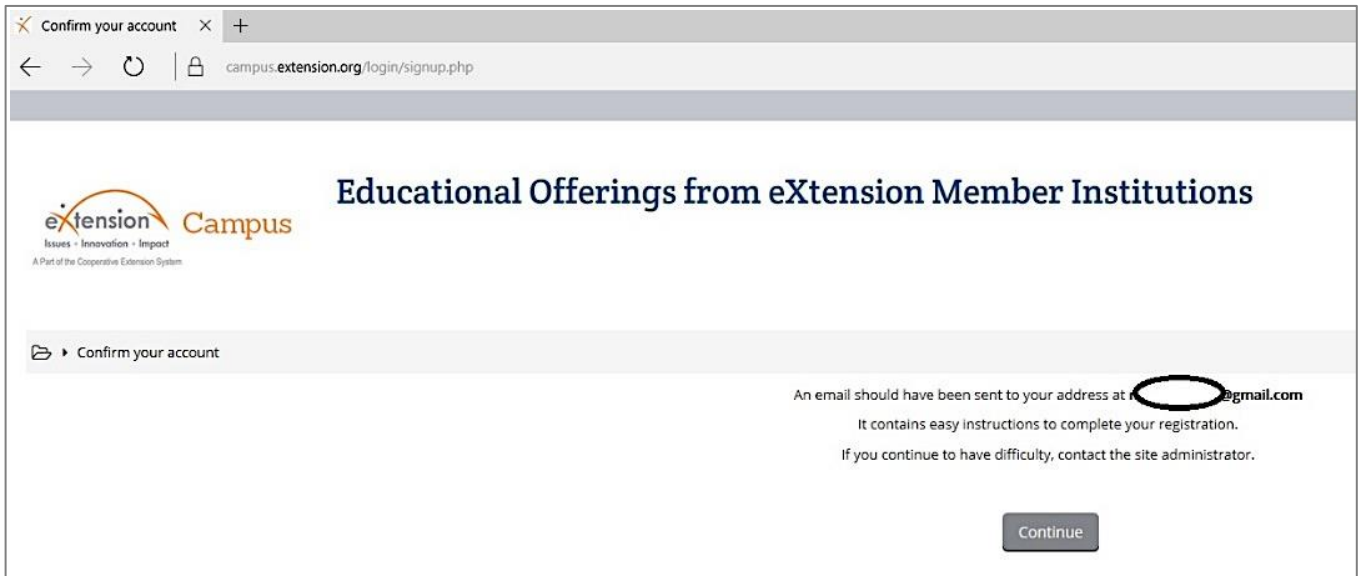 Confirm your account
campus.extension.org/login/signup.php
Educational Offerings from eXtension Member Institutions
eXtension Campus
Issues - Innovation - Impact
A Part of the Cooperative Extension System
Confirm your account
An email should have been sent to your address at @gmail.com
It contains easy instructions to complete your registration.
If you continue to have difficulty, contact the site administrator.
Continue